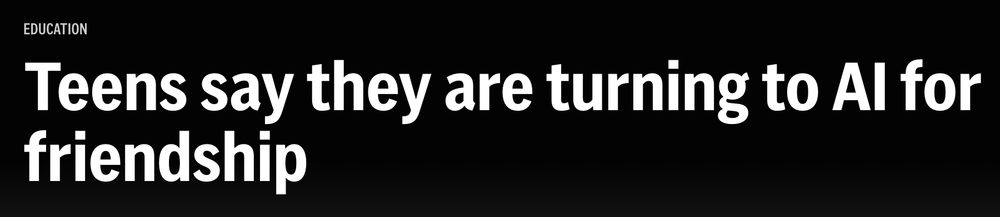 EDUCATION
Teens say they are turning to AI for
friendship